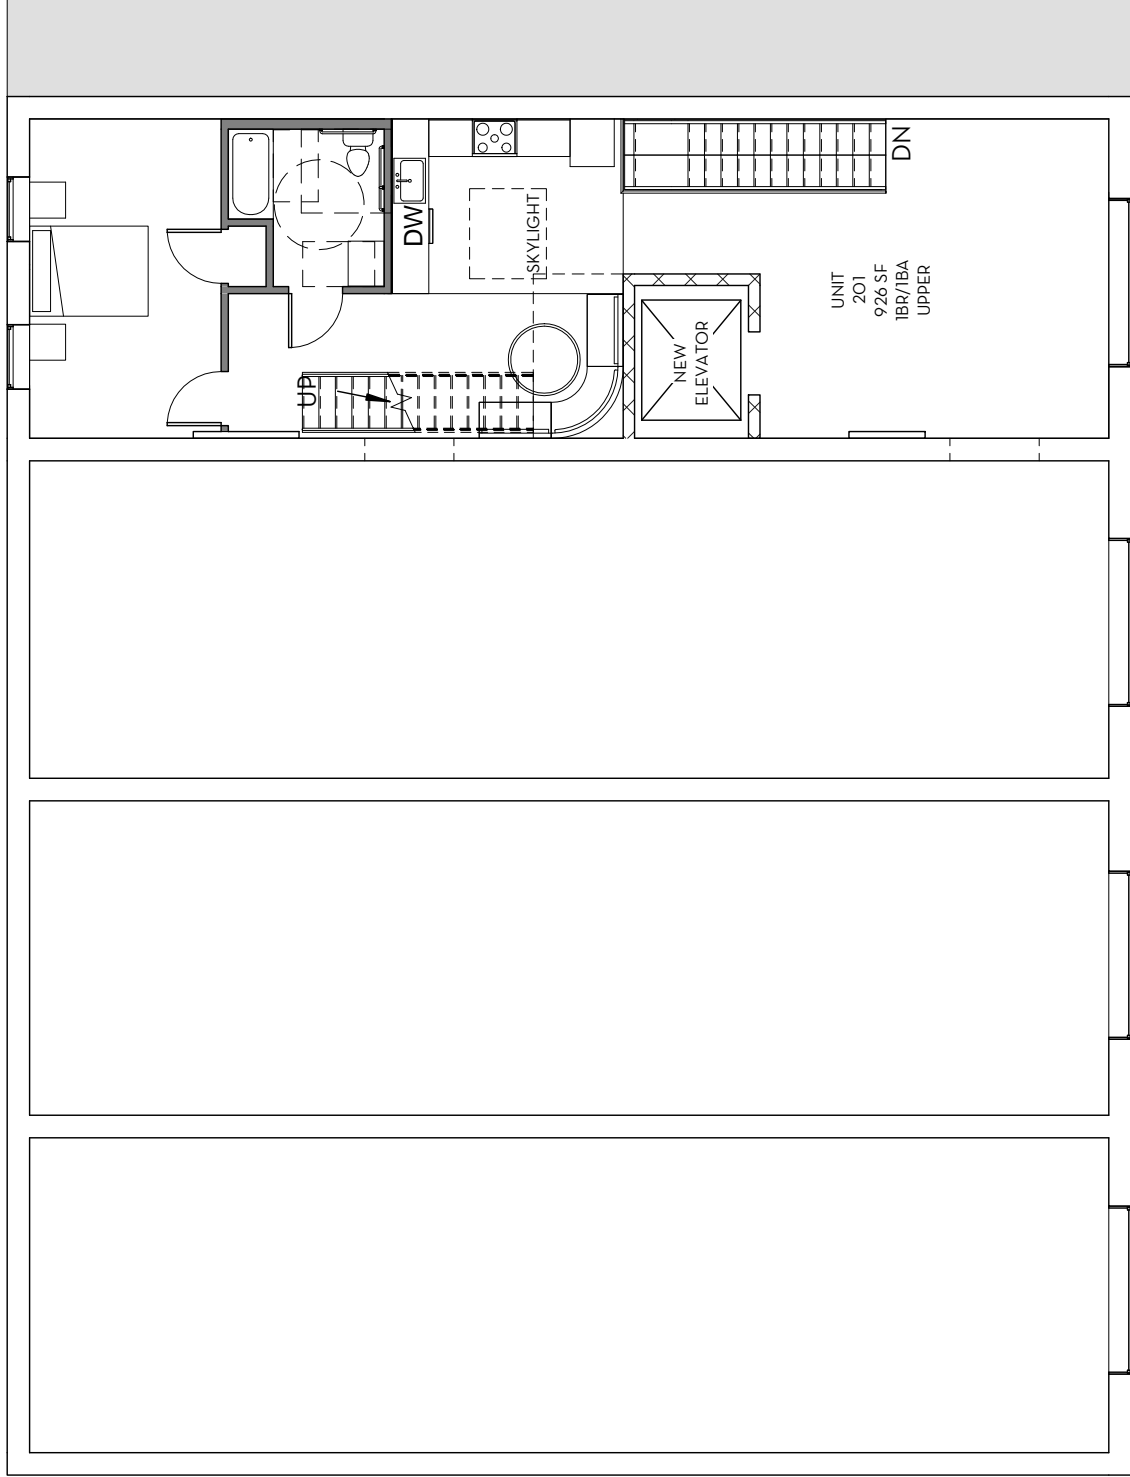 DN
DW
SKYLIGHT
UNIT
201
926 SF
1BR/1BA
UPPER
NEW
ELEVATOR
UP